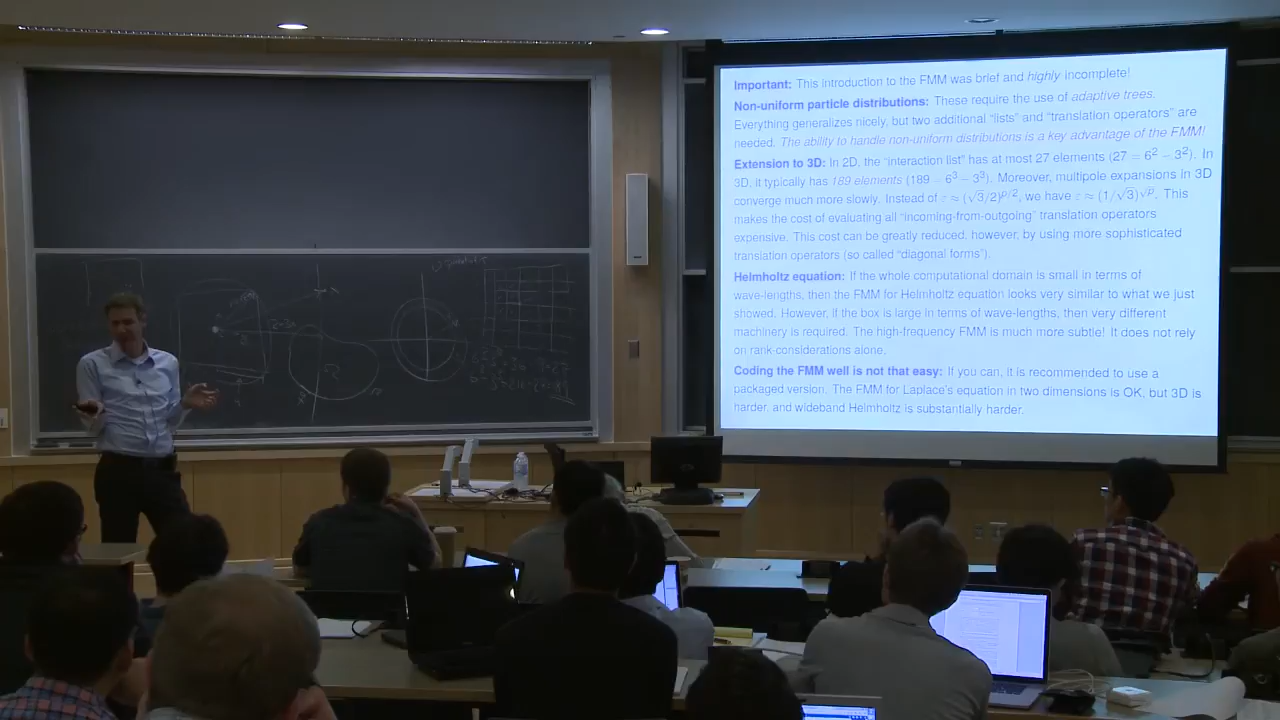 Important: This introduction to the FMM was brief and highly incomplete!
Non-uniform particle distributions: These require the use of adaptive trees.
Everything generalizes nicely, but two additional "lists" and "translation operators" are
needed. The ability to handle non-uniform distributions is a key advantage of the FMM!
Extension to 3D: In 2D, the "interaction list" has at most 27 elements (27 = 6² − 3²). In
3D, it typically has 189 elements (189 = 6³ − 3³). Moreover, multipole expansions in 3D
converge much more slowly. Instead of ε ≈ (√3/2)^{p/2}, we have ε ≈ (1/√3)^{√p}. This
makes the cost of evaluating all "incoming-from-outgoing" translation operators
expensive. This cost can be greatly reduced, however, by using more sophisticated
translation operators (so called "diagonal forms").
Helmholtz equation: If the whole computational domain is small in terms of
wave-lengths, then the FMM for Helmholtz equation looks very similar to what we just
showed. However, if the box is large in terms of wave-lengths, then very different
machinery is required. The high-frequency FMM is much more subtle! It does not rely
on rank-considerations alone.
Coding the FMM well is not that easy: If you can, it is recommended to use a
packaged version. The FMM for Laplace's equation in two dimensions is OK, but 3D is
harder, and wideband Helmholtz is substantially harder.